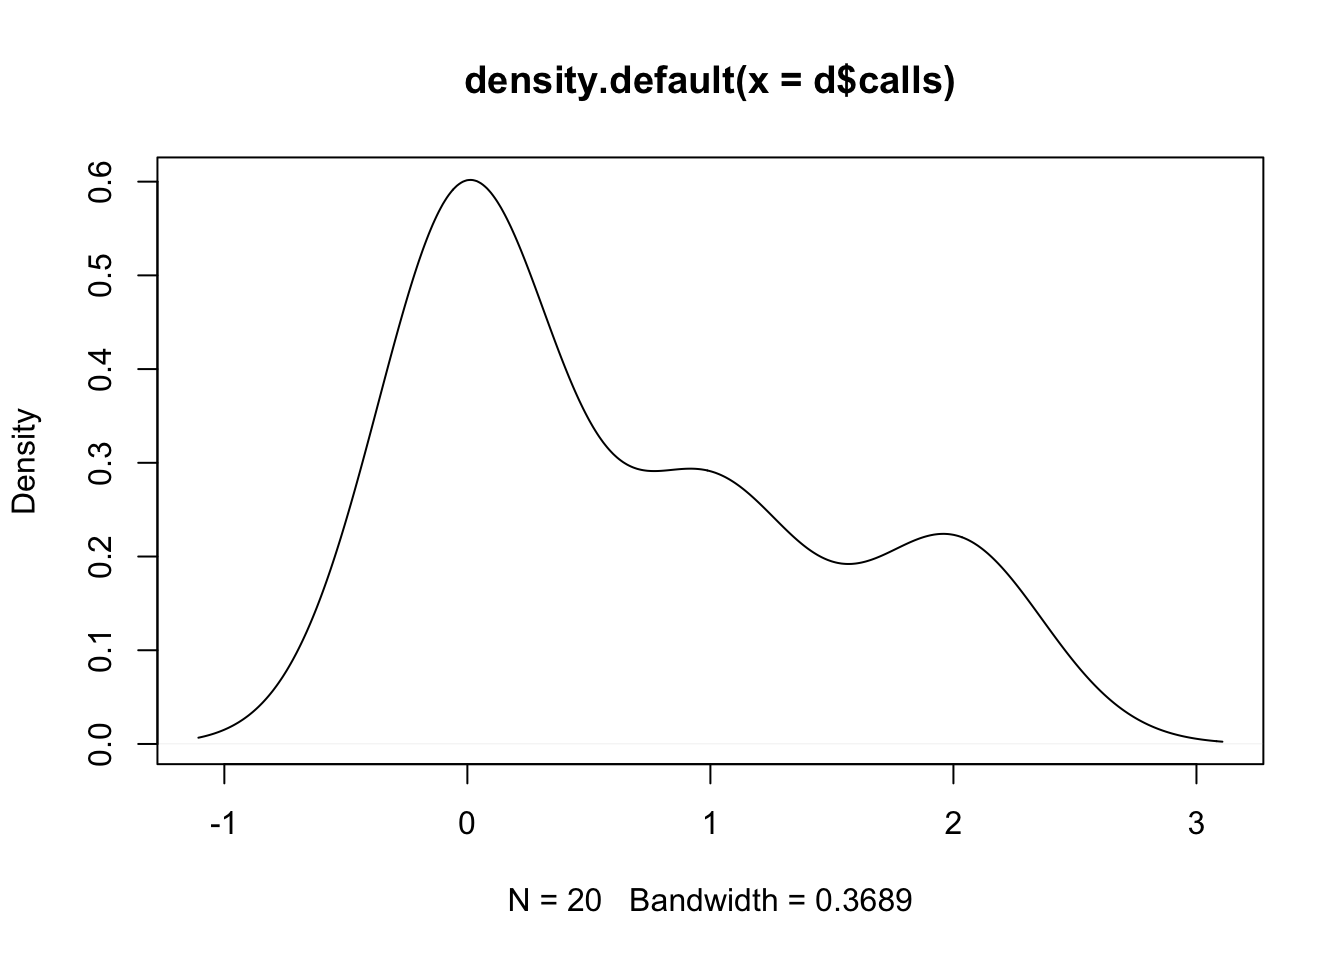 density.default(x = d$calls)
Density
0.6
0.5
0.4
0.3
0.2
0.1
0.0
-1 0 1 2 3
N = 20 Bandwidth = 0.3689